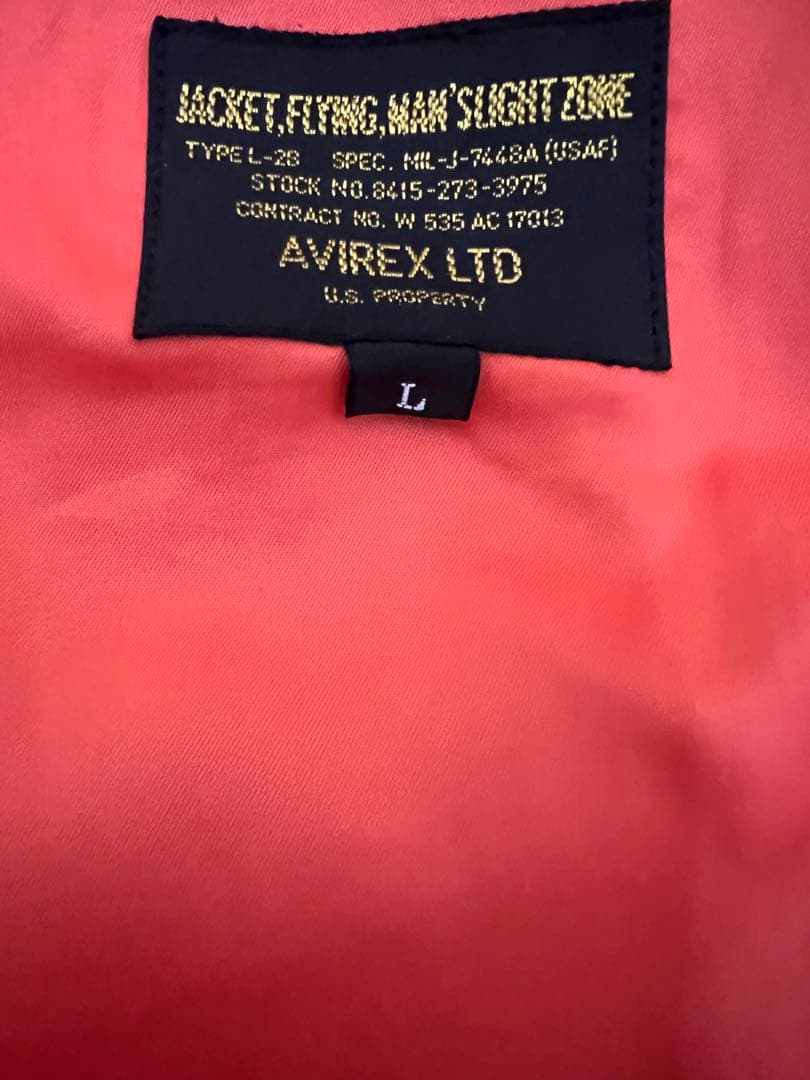 JACKET,FLYING,MAN'SLIGHT ZONE
TYPE L-2B SPEC. MIL-J-7448A (USAF)
STOCK NO.8415-273-3975
CONTRACT NO. W 535 AC 17013
AVIREX LTD
U.S. PROPERTY
L